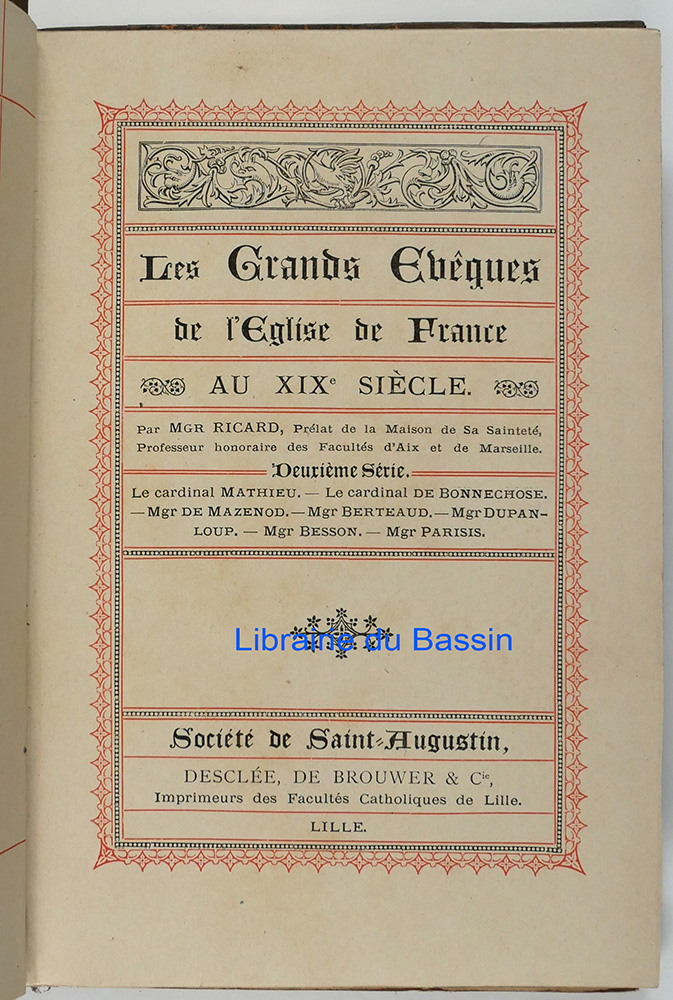 Les Grands Evêques
de l'Eglise de France
AU XIXe SIÈCLE.
Par MGR RICARD, Prélat de la Maison de Sa Sainteté,
Professeur honoraire des Facultés d'Aix et de Marseille.
Deuxième Série.
Le cardinal MATHIEU. — Le cardinal DE BONNECHOSE.
— Mgr DE MAZENOD. — Mgr BERTEAUD. — Mgr DUPAN-
LOUP. — Mgr BESSON. — Mgr PARISIS.
Librairie du Bassin
Société de Saint-Augustin,
DESCLÉE, DE BROUWER & Cie,
Imprimeurs des Facultés Catholiques de Lille.
LILLE.